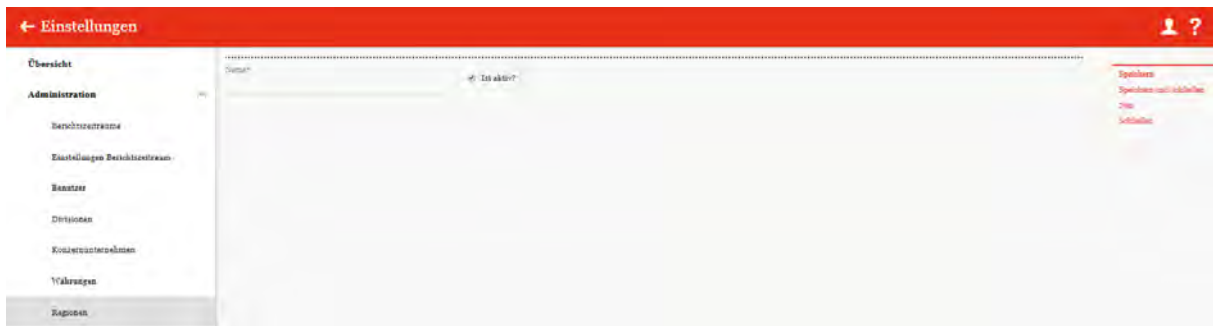 ← Einstellungen
?
Übersicht
Administration
Berichtszeiträume
Einstellungen Berichtszeitraum
Benutzer
Divisionen
Konzernunternehmen
Währungen
Regionen
Name*
Ist aktiv?
Speichern
Speichern und schließen
Neu
Schließen